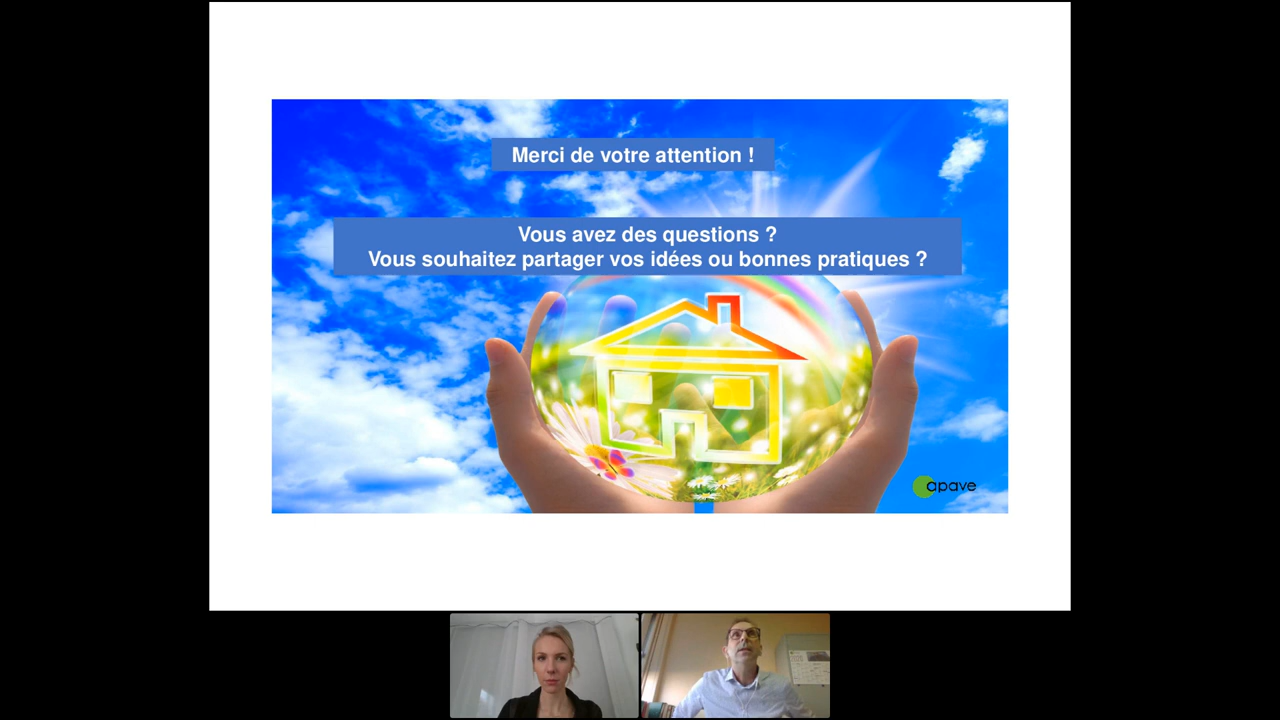 Merci de votre attention !
Vous avez des questions ?
Vous souhaitez partager vos idées ou bonnes pratiques ?
apave